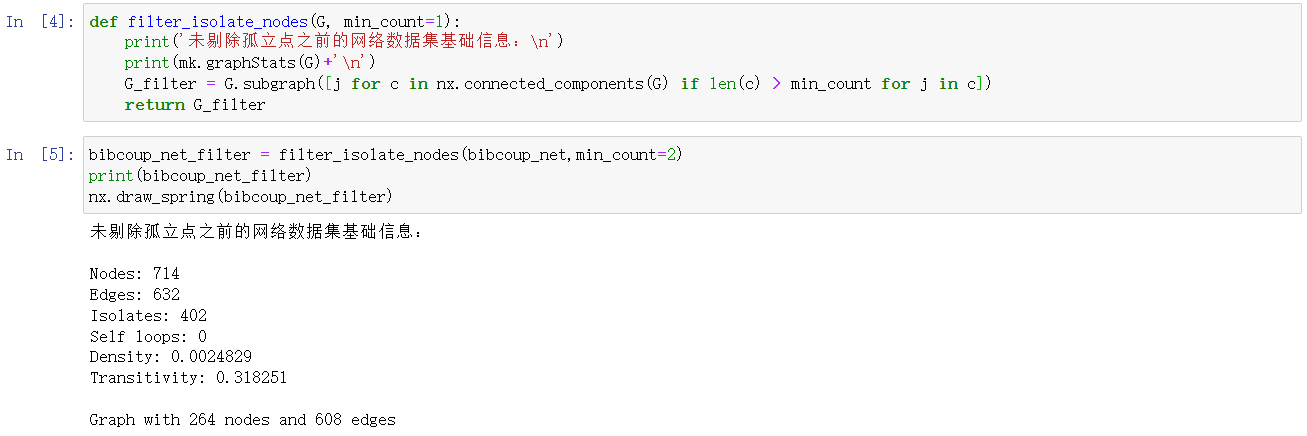 In [4]: def filter_isolate_nodes(G, min_count=1):
print('未剔除孤立点之前的网络数据集基础信息：\n')
print(mk.graphStats(G)+'\n')
G_filter = G.subgraph([j for c in nx.connected_components(G) if len(c) > min_count for j in c])
return G_filter
In [5]: bibcoup_net_filter = filter_isolate_nodes(bibcoup_net,min_count=2)
print(bibcoup_net_filter)
nx.draw_spring(bibcoup_net_filter)
未剔除孤立点之前的网络数据集基础信息：
Nodes: 714
Edges: 632
Isolates: 402
Self loops: 0
Density: 0.0024829
Transitivity: 0.318251
Graph with 264 nodes and 608 edges